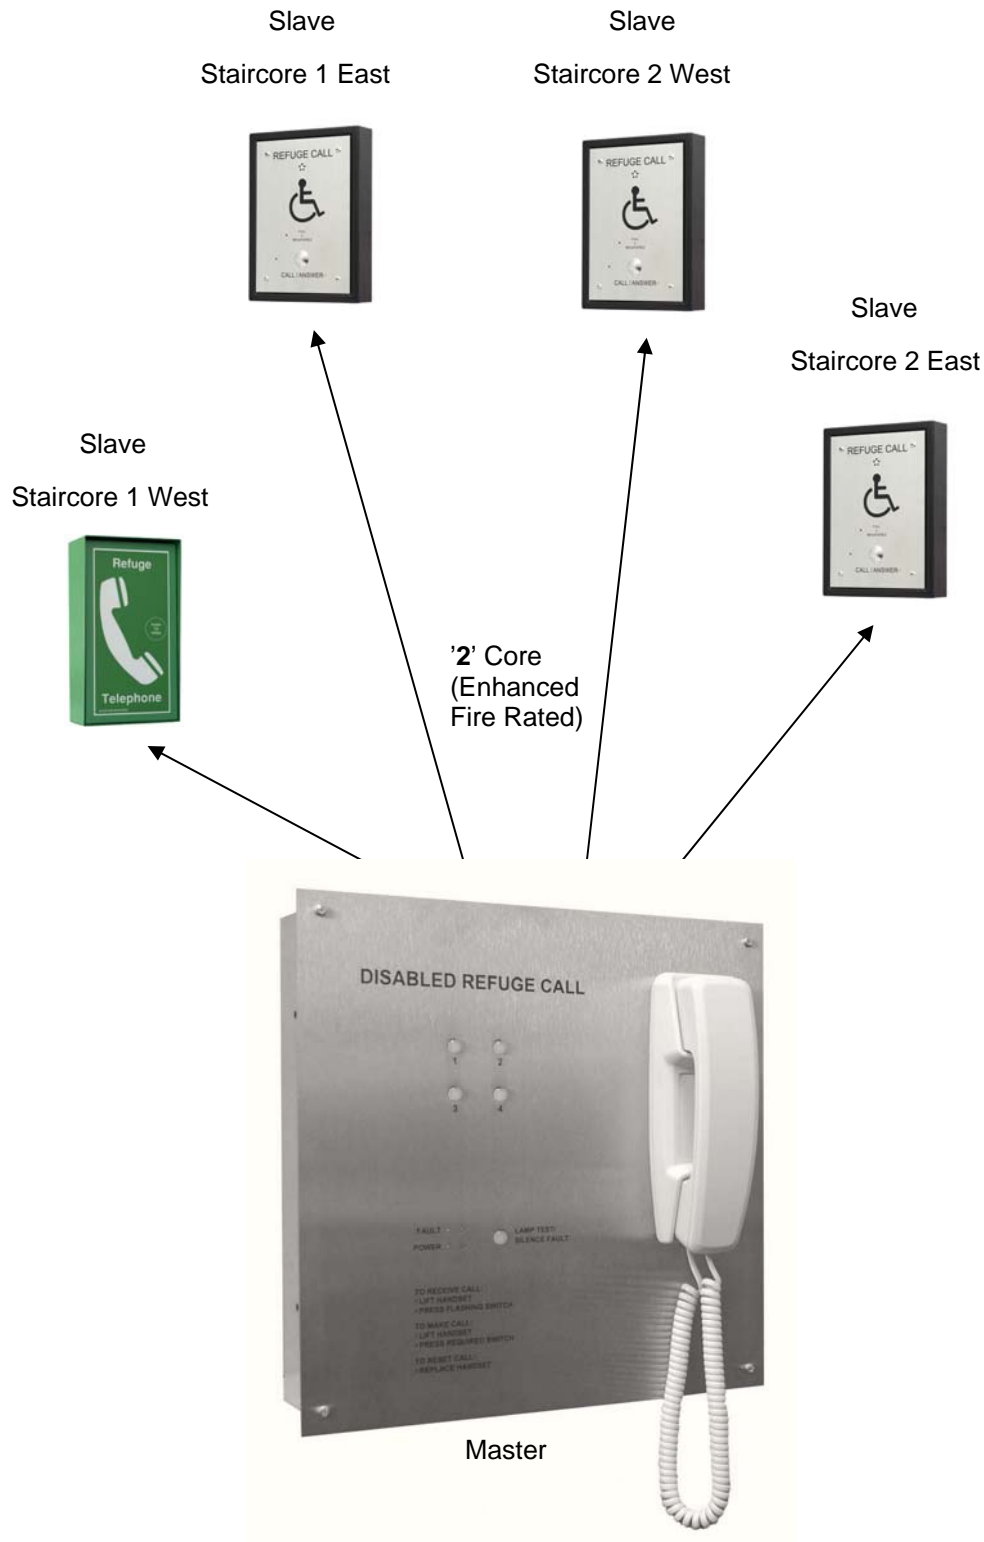 Slave
Staircore 1 East
Slave
Staircore 2 West
REFUGE CALL
CALL / ANSWER
REFUGE CALL
CALL / ANSWER
Slave
Staircore 2 East
REFUGE CALL
CALL / ANSWER
Slave
Staircore 1 West
Refuge
Telephone
’2’ Core
(Enhanced
Fire Rated)
DISABLED REFUGE CALL
1 2
3 4
FAULT
POWER
LAMP TEST/
SILENCE FAULT
TO RECEIVE CALL:
LIFT HANDSET
PRESS FLASHING SWITCH
TO MAKE CALL:
LIFT HANDSET
PRESS REQUIRED SWITCH
TO RESET CALL:
REPLACE HANDSET
Master